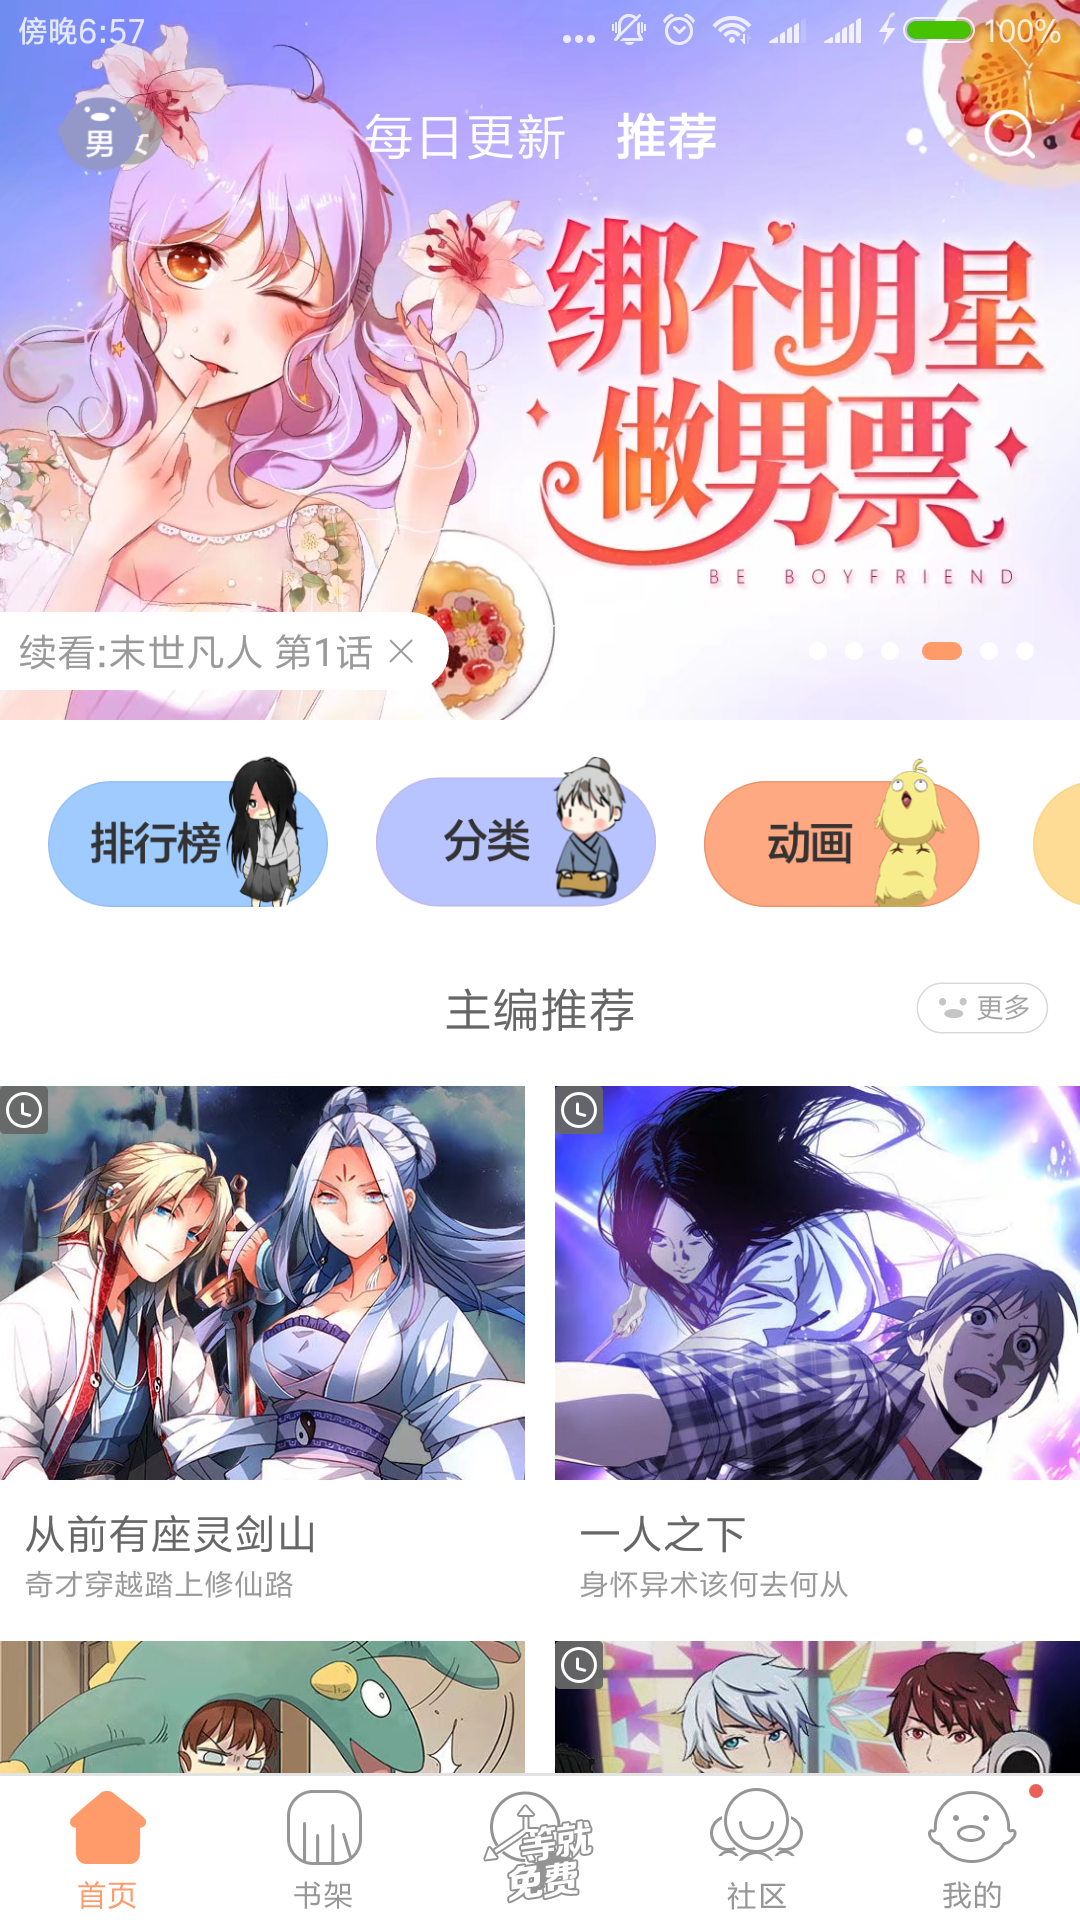 傍晚6:57
100%
男
女
每日更新
推荐
绑个明星
做男票
BE BOYFRIEND
续看:末世凡人 第1话
排行榜
分类
动画
主编推荐
更多
从前有座灵剑山
一人之下
奇才穿越踏上修仙路
身怀异术该何去何从
等就
免费
首页
书架
社区
我的